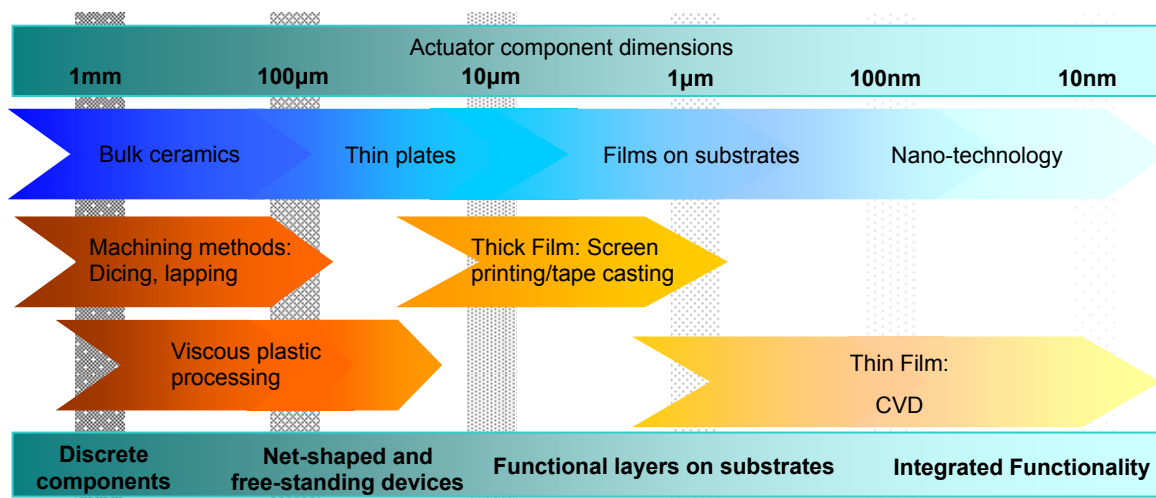 Actuator component dimensions
1mm 100µm 10µm 1µm 100nm 10nm
Bulk ceramics Thin plates Films on substrates Nano-technology
Machining methods:
Dicing, lapping
Thick Film: Screen
printing/tape casting
Viscous plastic
processing
Thin Film:
CVD
Discrete
components
Net-shaped and
free-standing devices
Functional layers on substrates
Integrated Functionality